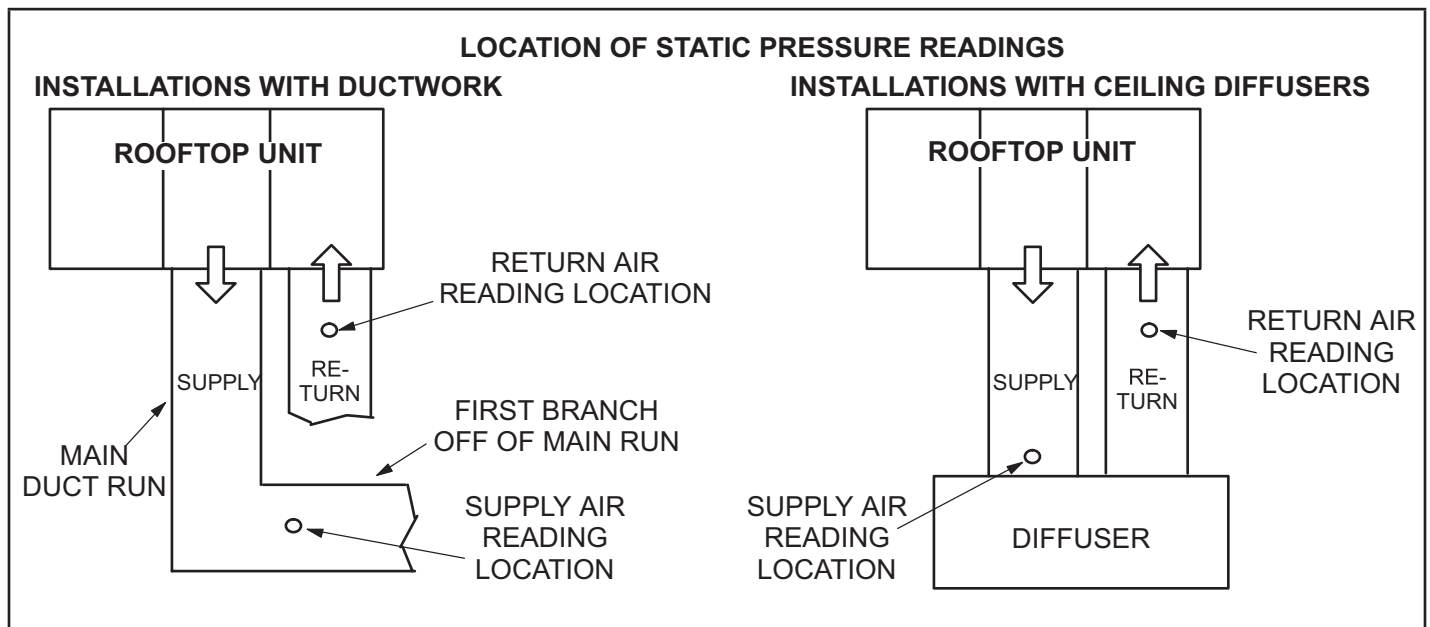 LOCATION OF STATIC PRESSURE READINGS
INSTALLATIONS WITH DUCTWORK
ROOFTOP UNIT
RETURN AIR
READING LOCATION
SUPPLY
RE-
TURN
FIRST BRANCH
OFF OF MAIN RUN
MAIN
DUCT RUN
SUPPLY AIR
READING
LOCATION
INSTALLATIONS WITH CEILING DIFFUSERS
ROOFTOP UNIT
RETURN AIR
READING
LOCATION
SUPPLY
RE-
TURN
SUPPLY AIR
READING
LOCATION
DIFFUSER